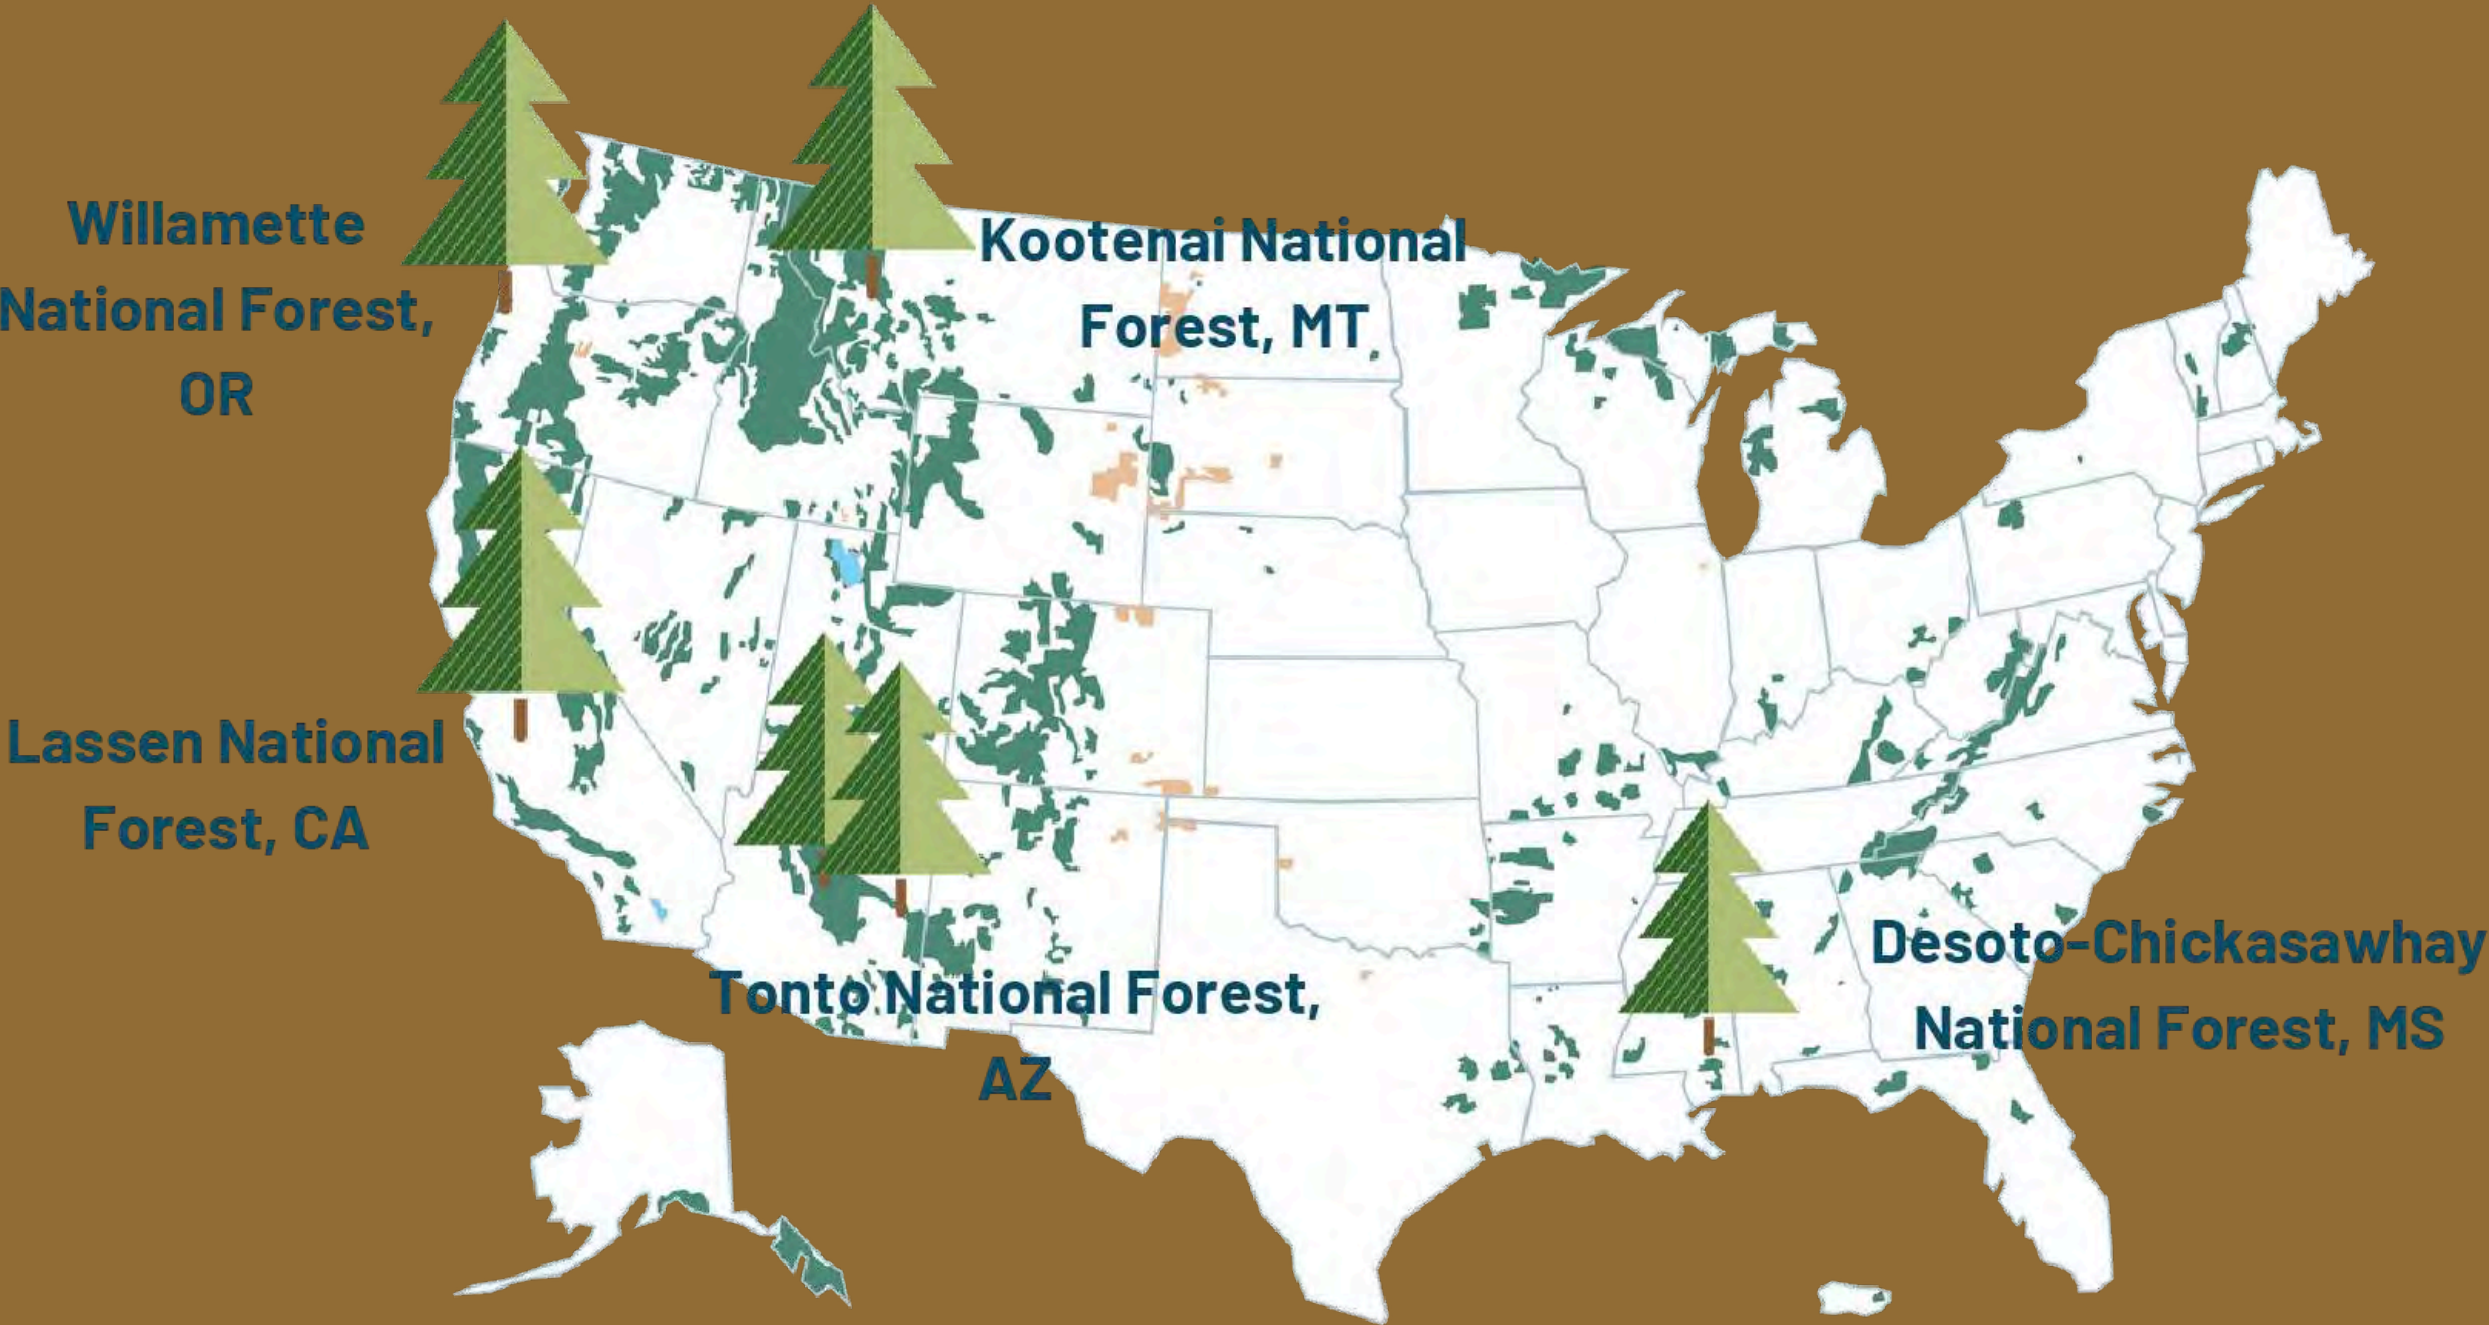 Willamette
National Forest,
OR
Kootenai National
Forest, MT
Lassen National
Forest, CA
Tonto National Forest,
AZ
Desoto-Chickasawhay
National Forest, MS